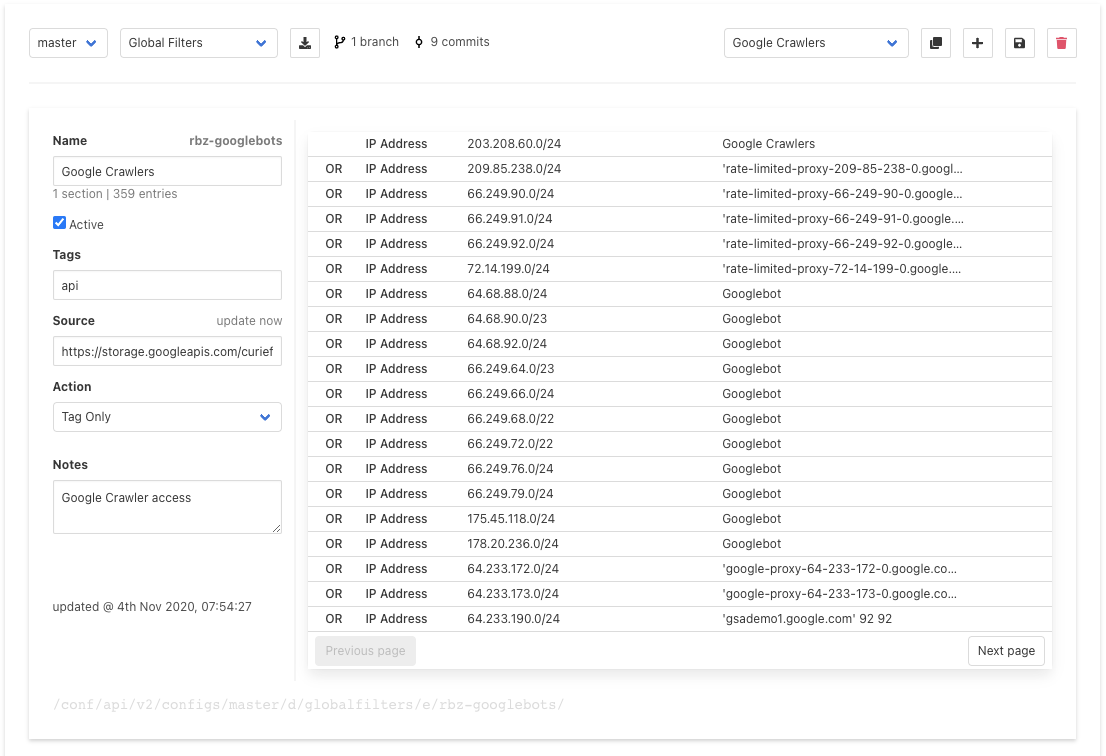 master Global Filters 1 branch 9 commits Google Crawlers
Name rbz-googlebots
Google Crawlers
1 section | 359 entries
Active
Tags
api
Source update now
https://storage.googleapis.com/curief
Action
Tag Only
Notes
Google Crawler access
updated @ 4th Nov 2020, 07:54:27
IP Address 203.208.60.0/24 Google Crawlers
OR IP Address 209.85.238.0/24 'rate-limited-proxy-209-85-238-0.googl...
OR IP Address 66.249.90.0/24 'rate-limited-proxy-66-249-90-0.google...
OR IP Address 66.249.91.0/24 'rate-limited-proxy-66-249-91-0.google....
OR IP Address 66.249.92.0/24 'rate-limited-proxy-66-249-92-0.google...
OR IP Address 72.14.199.0/24 'rate-limited-proxy-72-14-199-0.google....
OR IP Address 64.68.88.0/24 Googlebot
OR IP Address 64.68.90.0/23 Googlebot
OR IP Address 64.68.92.0/24 Googlebot
OR IP Address 66.249.64.0/23 Googlebot
OR IP Address 66.249.66.0/24 Googlebot
OR IP Address 66.249.68.0/22 Googlebot
OR IP Address 66.249.72.0/22 Googlebot
OR IP Address 66.249.76.0/24 Googlebot
OR IP Address 66.249.79.0/24 Googlebot
OR IP Address 175.45.118.0/24 Googlebot
OR IP Address 178.20.236.0/24 Googlebot
OR IP Address 64.233.172.0/24 'google-proxy-64-233-172-0.google.co...
OR IP Address 64.233.173.0/24 'google-proxy-64-233-173-0.google.co...
OR IP Address 64.233.190.0/24 'gsademo1.google.com' 92 92
Previous page Next page
/conf/api/v2/configs/master/d/globalfilters/e/rbz-googlebots/